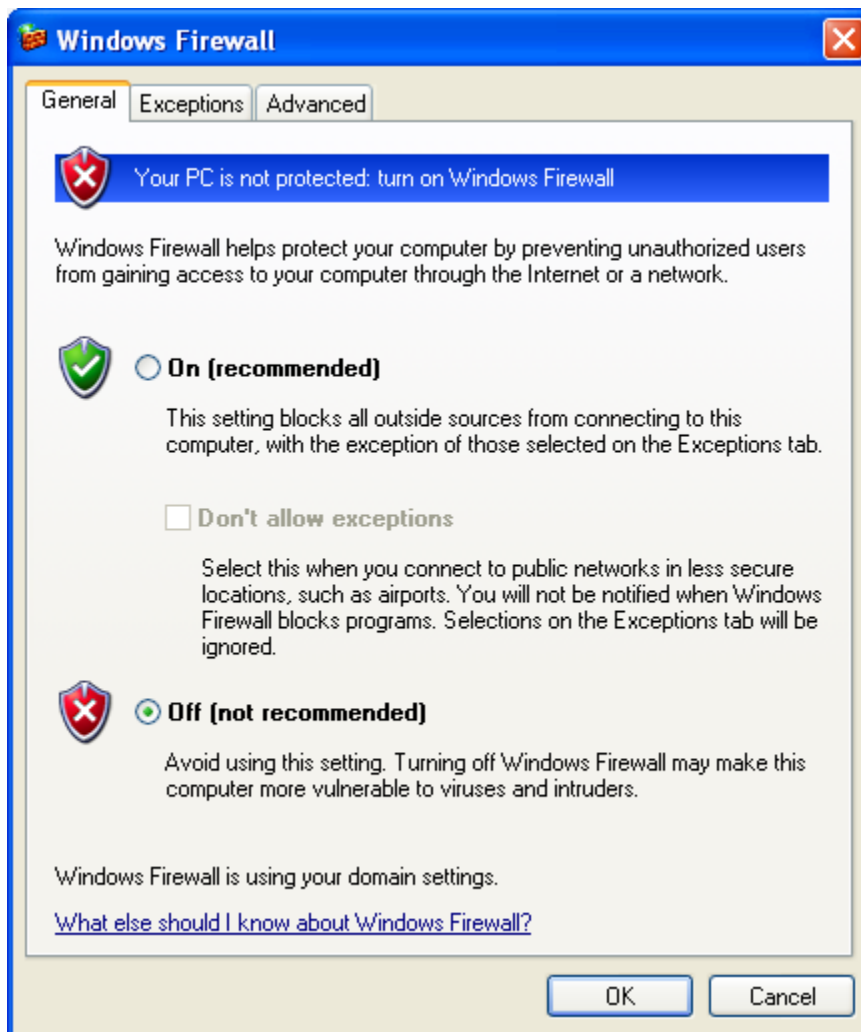 Windows Firewall
General Exceptions Advanced
Your PC is not protected: turn on Windows Firewall
Windows Firewall helps protect your computer by preventing unauthorized users
from gaining access to your computer through the Internet or a network.
On (recommended)
This setting blocks all outside sources from connecting to this
computer, with the exception of those selected on the Exceptions tab.
Don't allow exceptions
Select this when you connect to public networks in less secure
locations, such as airports. You will not be notified when Windows
Firewall blocks programs. Selections on the Exceptions tab will be
ignored.
Off (not recommended)
Avoid using this setting. Turning off Windows Firewall may make this
computer more vulnerable to viruses and intruders.
Windows Firewall is using your domain settings.
What else should I know about Windows Firewall?
OK Cancel